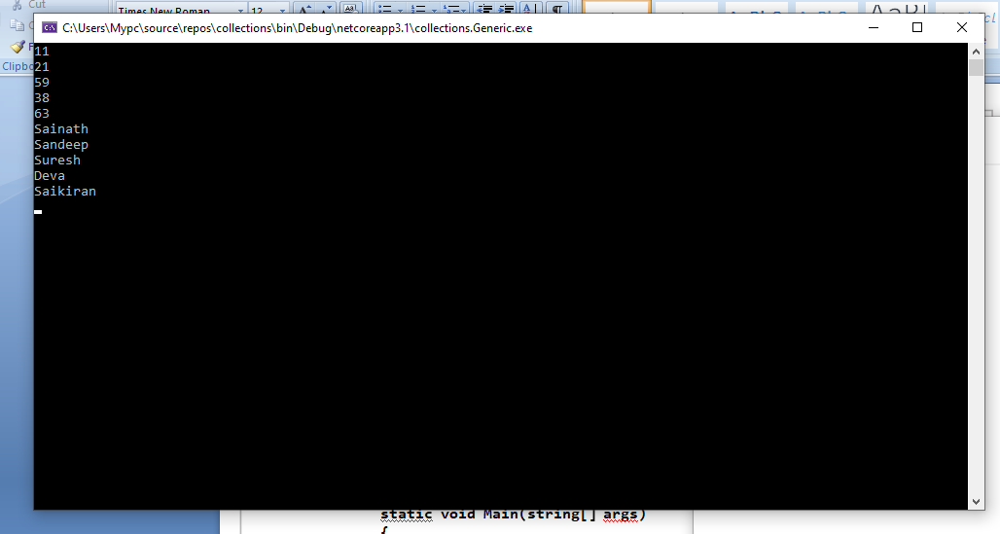 Cut
Times New Roman 12
C:\Users\Mypc\source\repos\collections\bin\Debug\netcoreapp3.1\collections.Generic.exe
11
21
59
38
63
Sainath
Sandeep
Suresh
Deva
Saikiran
static void Main(string[] args)
{